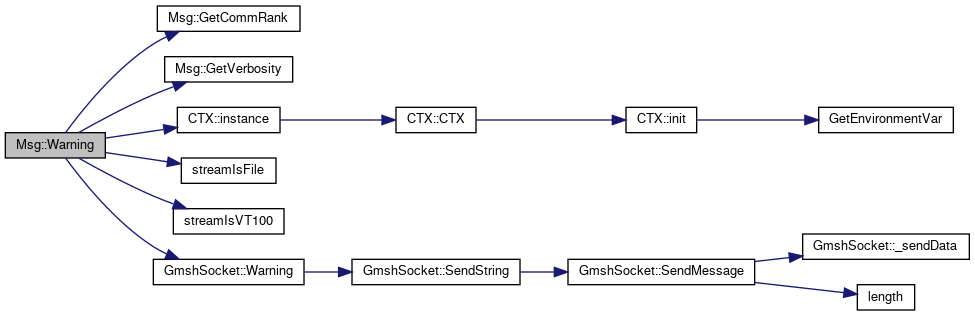 Msg::GetCommRank
Msg::GetVerbosity
CTX::instance
CTX::CTX
CTX::init
GetEnvironmentVar
Msg::Warning
streamIsFile
streamIsVT100
GmshSocket::_sendData
GmshSocket::Warning
GmshSocket::SendString
GmshSocket::SendMessage
length